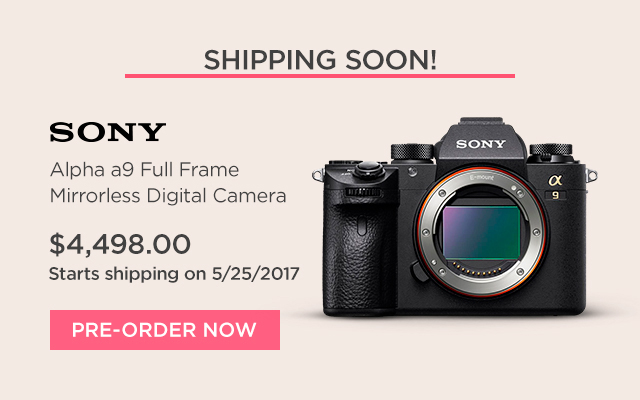 SHIPPING SOON!
SONY
Alpha a9 Full Frame
Mirrorless Digital Camera
$4,498.00
Starts shipping on 5/25/2017
PRE-ORDER NOW
SONY
E-mount
α
9